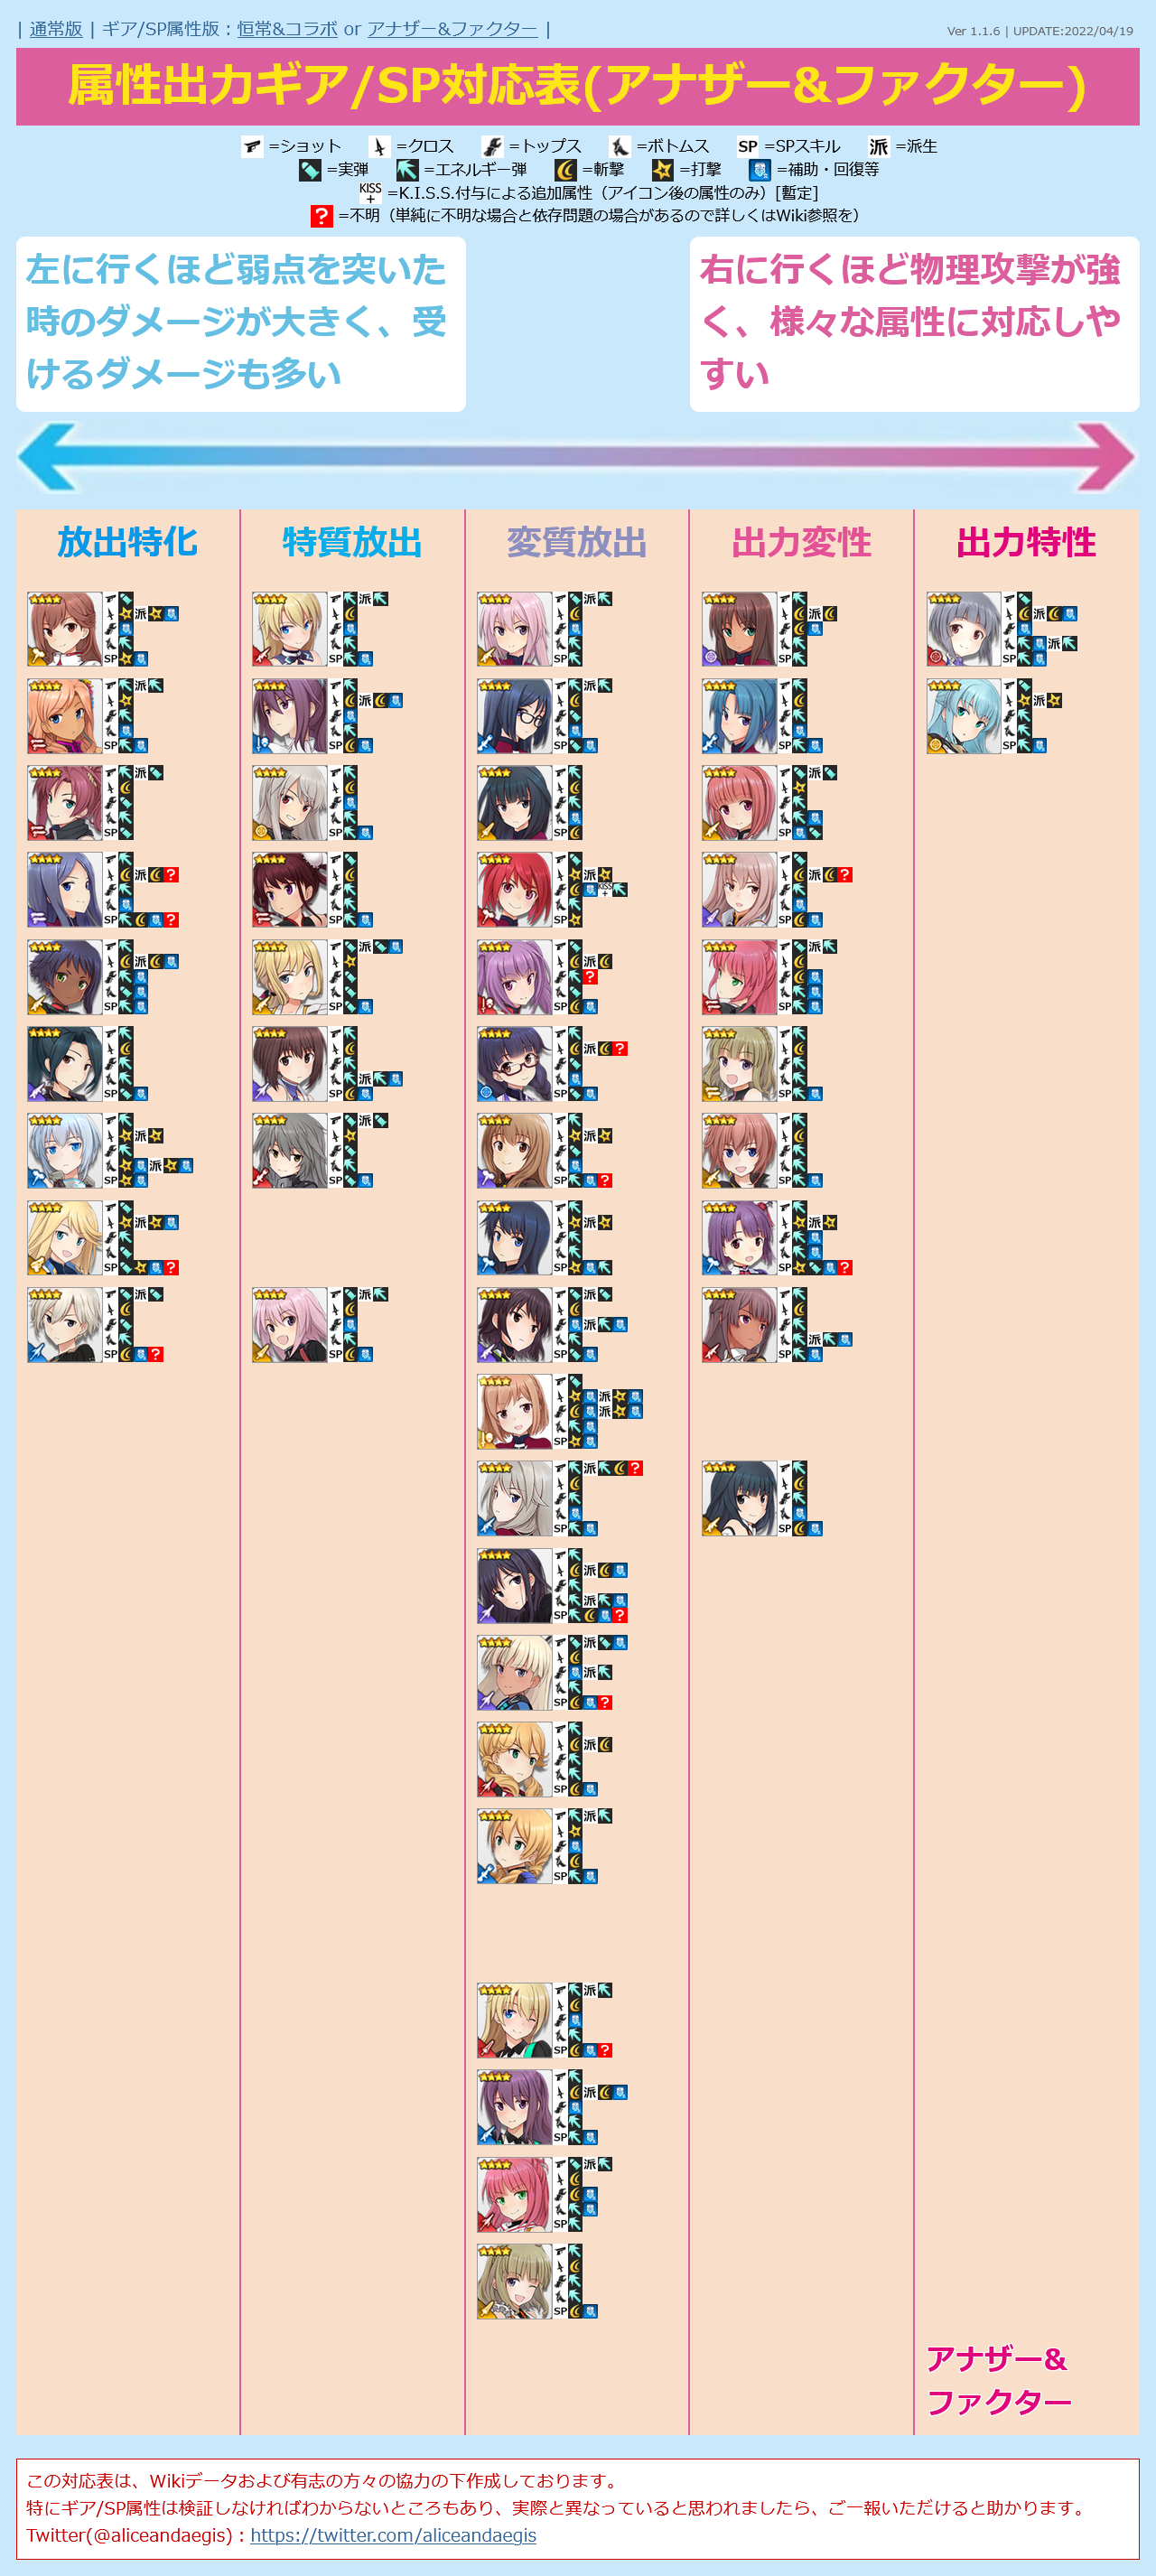 | 通常版 | ギア/SP属性版：恒常&コラボ or アナザー&ファクター |
Ver 1.1.6 | UPDATE:2022/04/19
属性出力ギア/SP対応表(アナザー&ファクター)
=ショット =クロス =トップス =ボトムス SP =SPスキル 派 =派生
=実弾 =エネルギー弾 =斬撃 =打撃 =補助・回復等
KISS + =K.I.S.S.付与による追加属性（アイコン後の属性のみ）[暫定]
? =不明（単純に不明な場合と依存問題の場合があるので詳しくはWiki参照を）
左に行くほど弱点を突いた
時のダメージが大きく、受
けるダメージも多い
右に行くほど物理攻撃が強
く、様々な属性に対応しや
すい
放出特化 特質放出 変質放出 出力変性 出力特性
アナザー&
ファクター
この対応表は、Wikiデータおよび有志の方々の協力の下作成しております。
特にギア/SP属性は検証しなければわからないところもあり、実際と異なっていると思われましたら、ご一報いただけると助かります。
Twitter(@aliceandaegis)：https://twitter.com/aliceandaegis